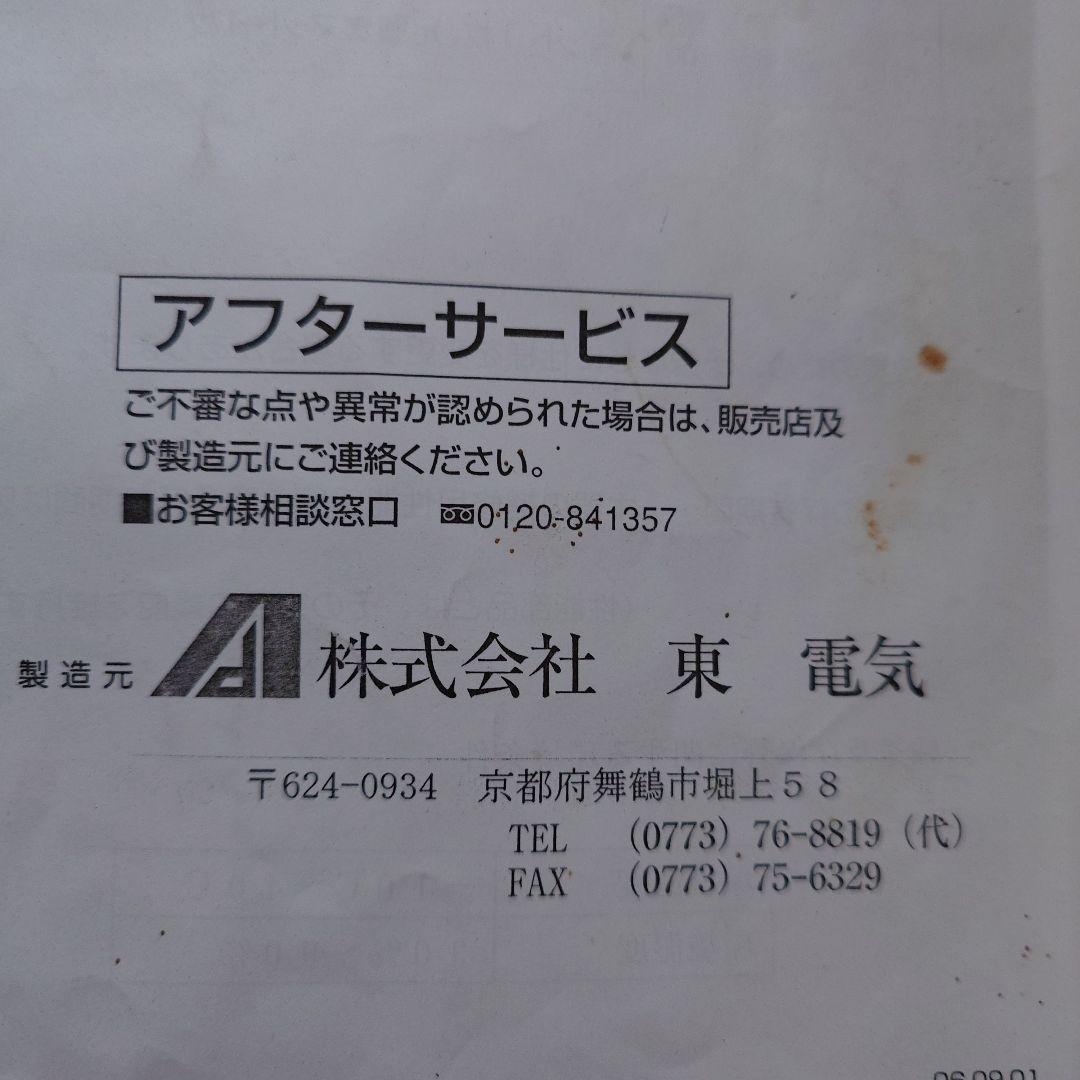 アフターサービス
ご不審な点や異常が認められた場合は、販売店及
び製造元にご連絡ください。
■お客様相談窓口 0120-841357
製造元 株式会社 東 電気
〒624-0934 京都府舞鶴市堀上５８
TEL (0773) 76-8819 (代)
FAX (0773) 75-6329